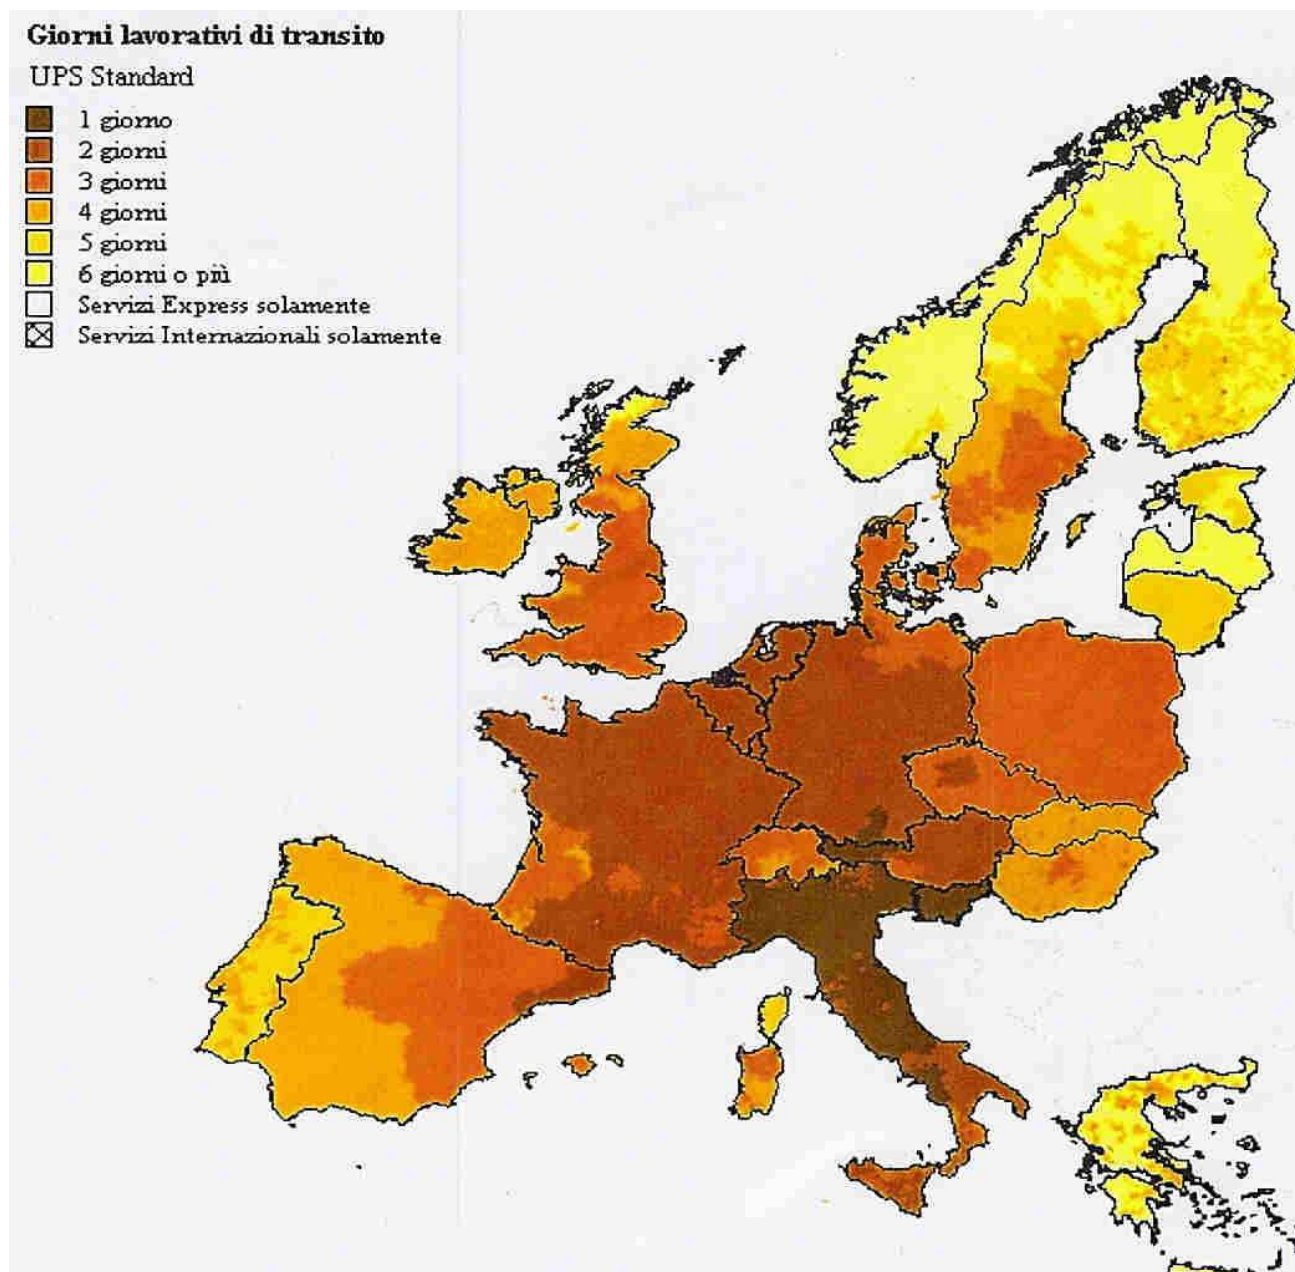 Giorni lavorativi di transito
UPS Standard
1 giorno
2 giorni
3 giorni
4 giorni
5 giorni
6 giorni o più
Servizi Express solamente
Servizi Internazionali solamente